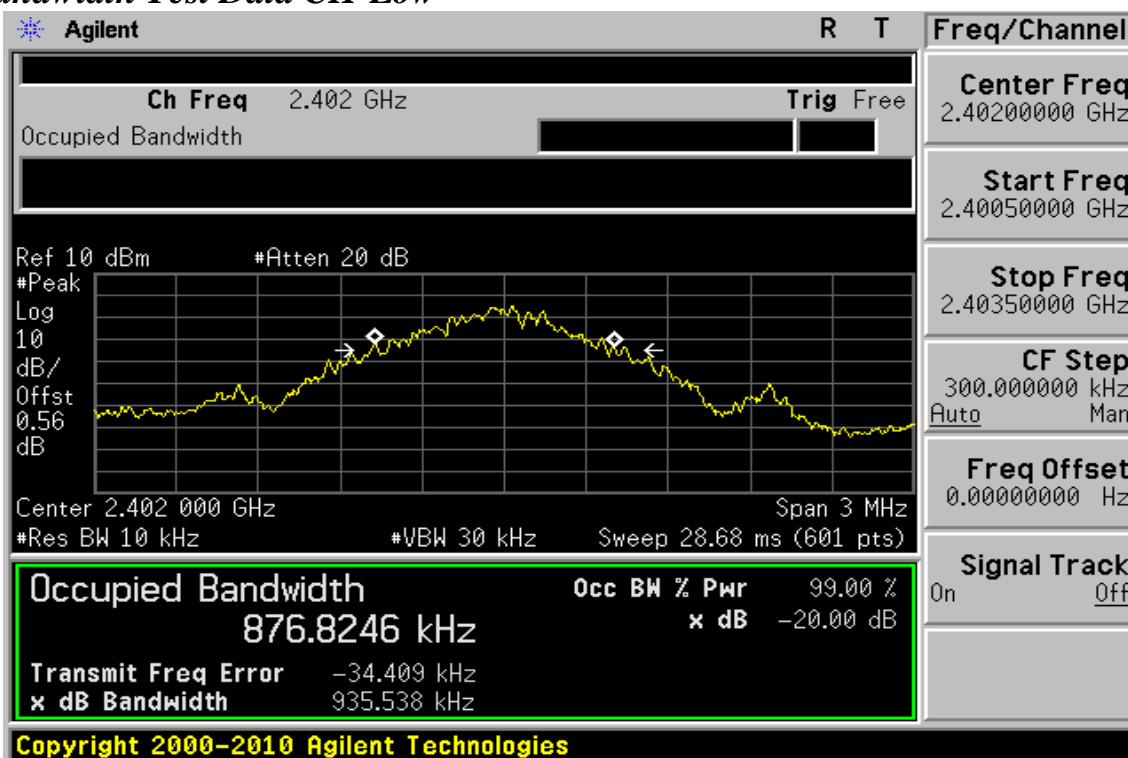 Bandwidth Test Data CH-Low
Agilent R T
Freq/Channel
Ch Freq 2.402 GHz Trig Free
Occupied Bandwidth
Center Freq
2.40200000 GHz
Start Freq
2.40050000 GHz
Stop Freq
2.40350000 GHz
CF Step
300.000000 kHz
Auto Man
Freq Offset
0.00000000 Hz
Signal Track
On Off
Ref 10 dBm #Atten 20 dB
#Peak
Log
10
dB/
Offst
0.56
dB
Center 2.402 000 GHz Span 3 MHz
#Res BW 10 kHz #VBW 30 kHz Sweep 28.68 ms (601 pts)
Occupied Bandwidth Occ BW % Pwr 99.00 %
876.8246 kHz x dB -20.00 dB
Transmit Freq Error -34.409 kHz
x dB Bandwidth 935.538 kHz
Copyright 2000-2010 Agilent Technologies